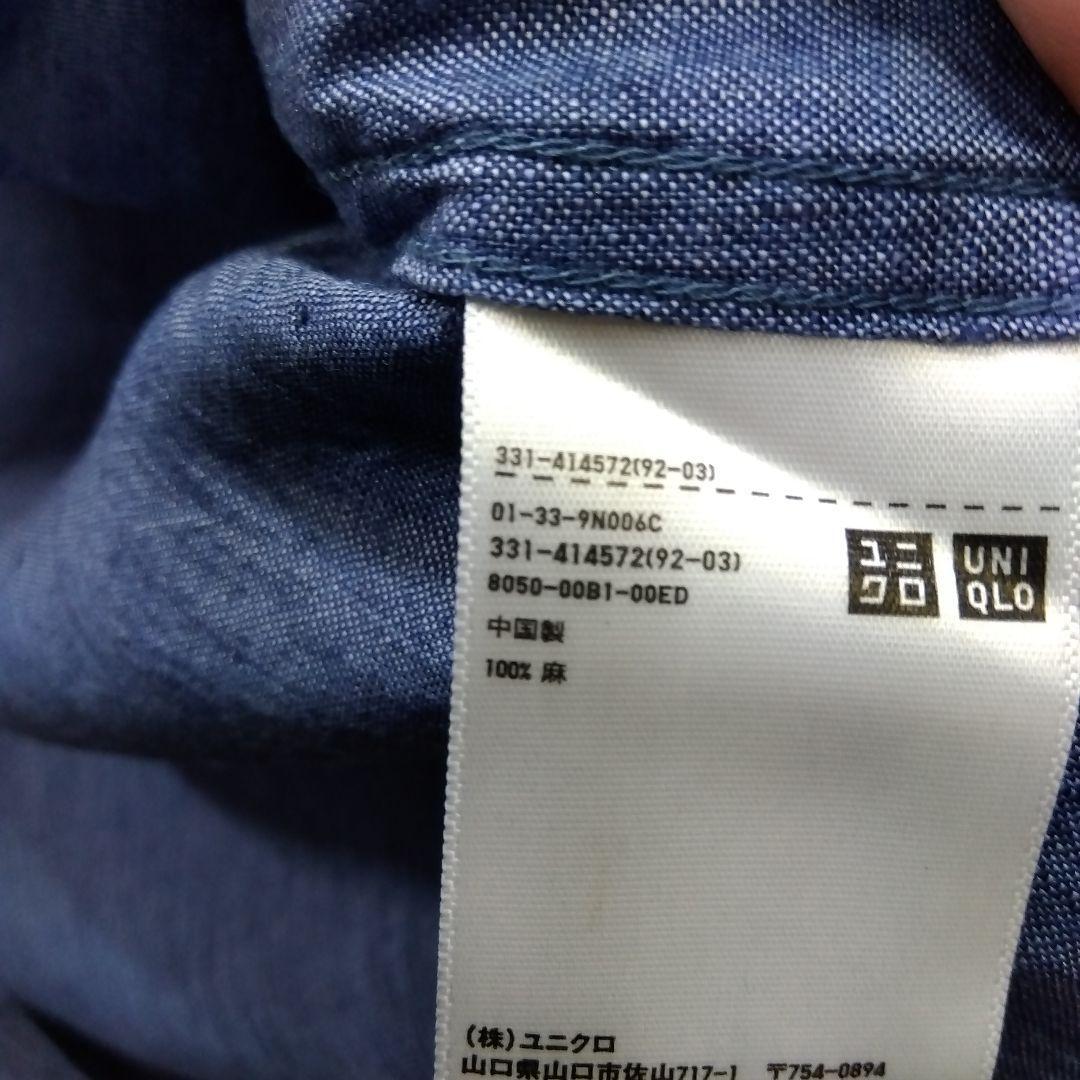 331-414572(92-03)
01-33-9N006C
331-414572(92-03)
8050-00B1-00ED
中国製
100% 麻
ユニ
クロ
UNI
QLO
(株)ユニクロ
山口県山口市佐山717-1 〒754-0894